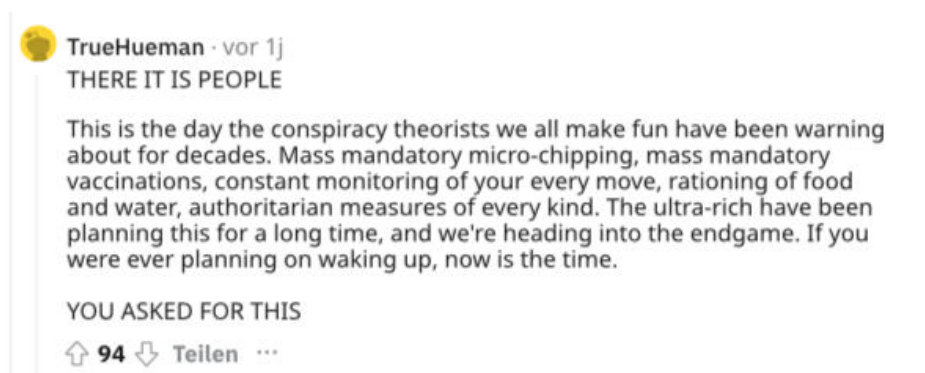 TrueHueman · vor 1j
THERE IT IS PEOPLE
This is the day the conspiracy theorists we all make fun have been warning
about for decades. Mass mandatory micro-chipping, mass mandatory
vaccinations, constant monitoring of your every move, rationing of food
and water, authoritarian measures of every kind. The ultra-rich have been
planning this for a long time, and we're heading into the endgame. If you
were ever planning on waking up, now is the time.
YOU ASKED FOR THIS
94 Teilen ···